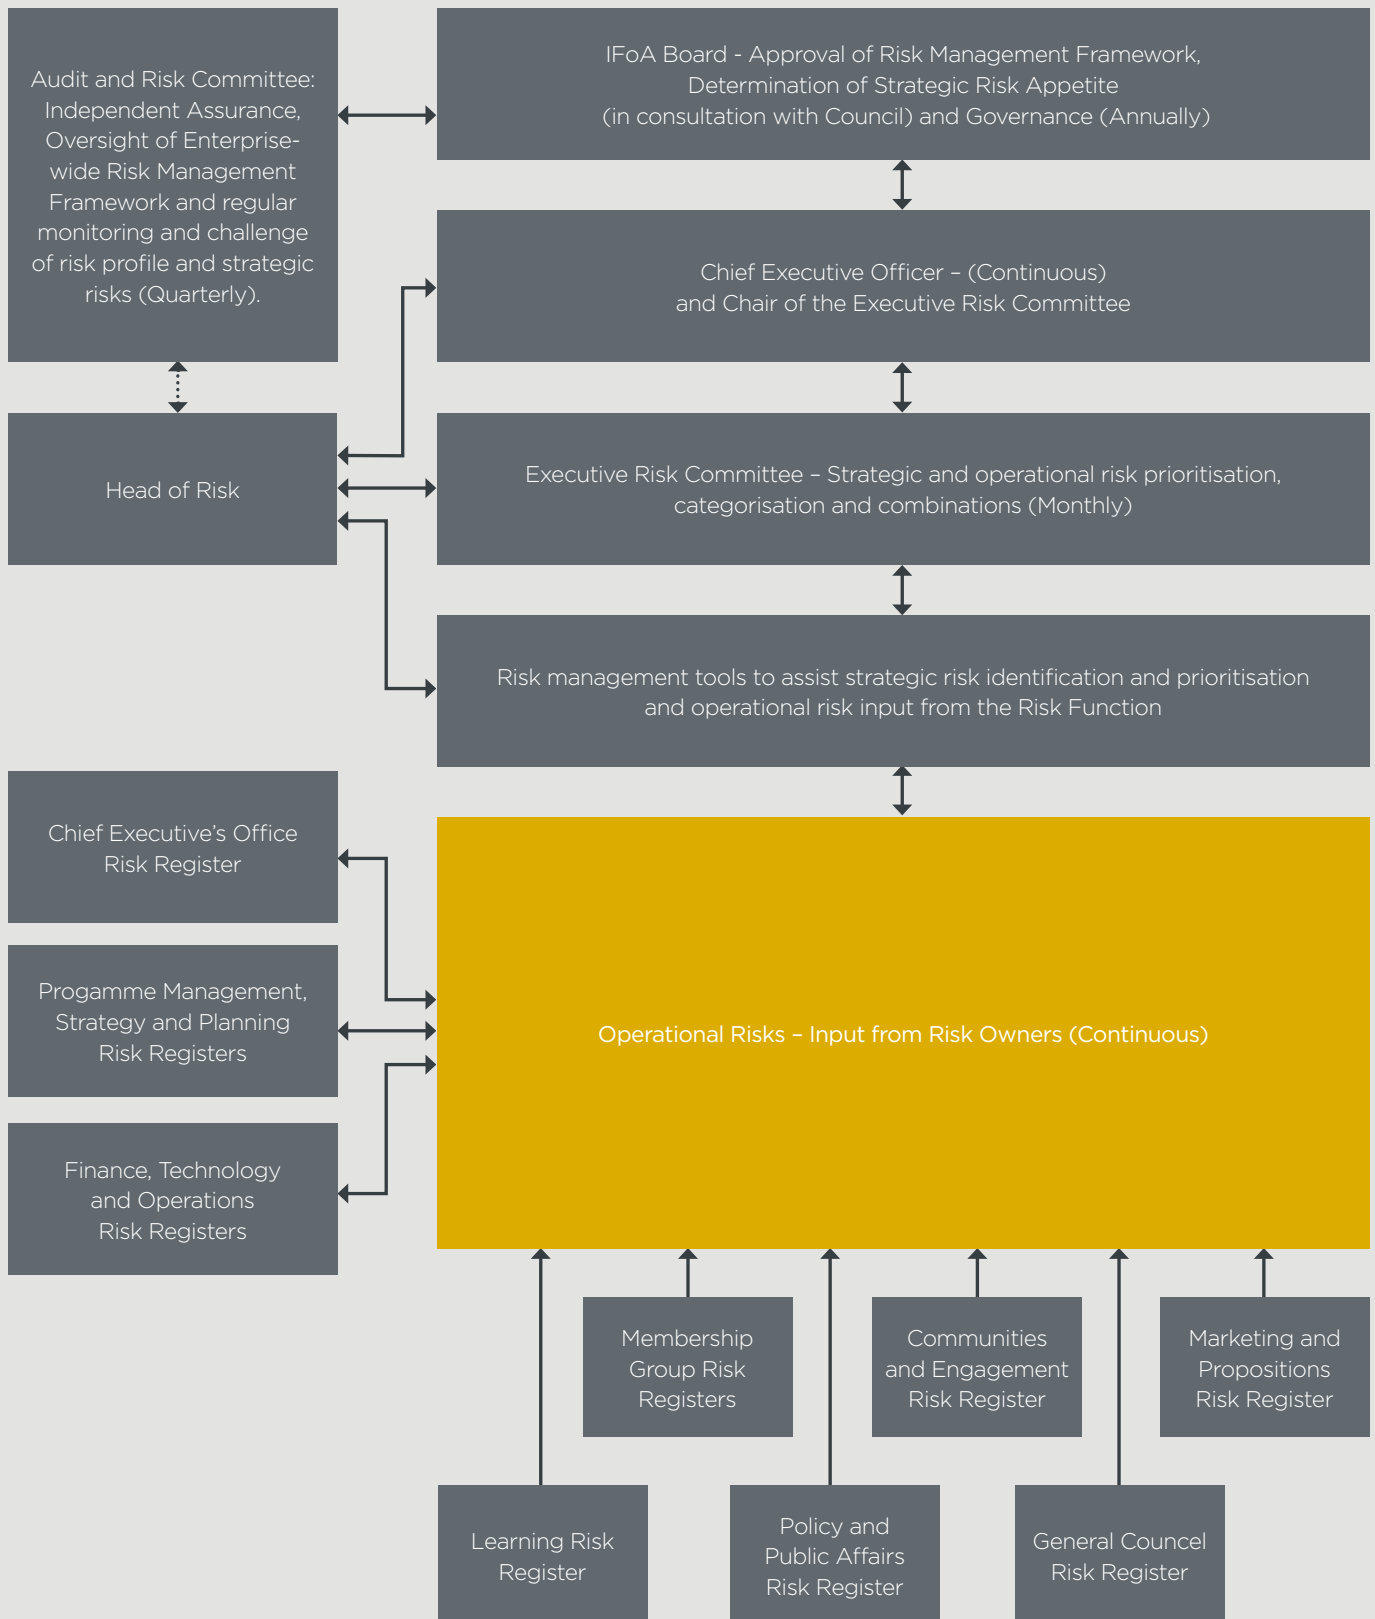 Audit and Risk Committee:
Independent Assurance,
Oversight of Enterprise-
wide Risk Management
Framework and regular
monitoring and challenge
of risk profile and strategic
risks (Quarterly).
IFoA Board - Approval of Risk Management Framework,
Determination of Strategic Risk Appetite
(in consultation with Council) and Governance (Annually)
Chief Executive Officer – (Continuous)
and Chair of the Executive Risk Committee
Head of Risk
Executive Risk Committee – Strategic and operational risk prioritisation,
categorisation and combinations (Monthly)
Risk management tools to assist strategic risk identification and prioritisation
and operational risk input from the Risk Function
Chief Executive's Office
Risk Register
Progamme Management,
Strategy and Planning
Risk Registers
Finance, Technology
and Operations
Risk Registers
Operational Risks – Input from Risk Owners (Continuous)
Membership
Group Risk
Registers
Communities
and Engagement
Risk Register
Marketing and
Propositions
Risk Register
Learning Risk
Register
Policy and
Public Affairs
Risk Register
General Councel
Risk Register